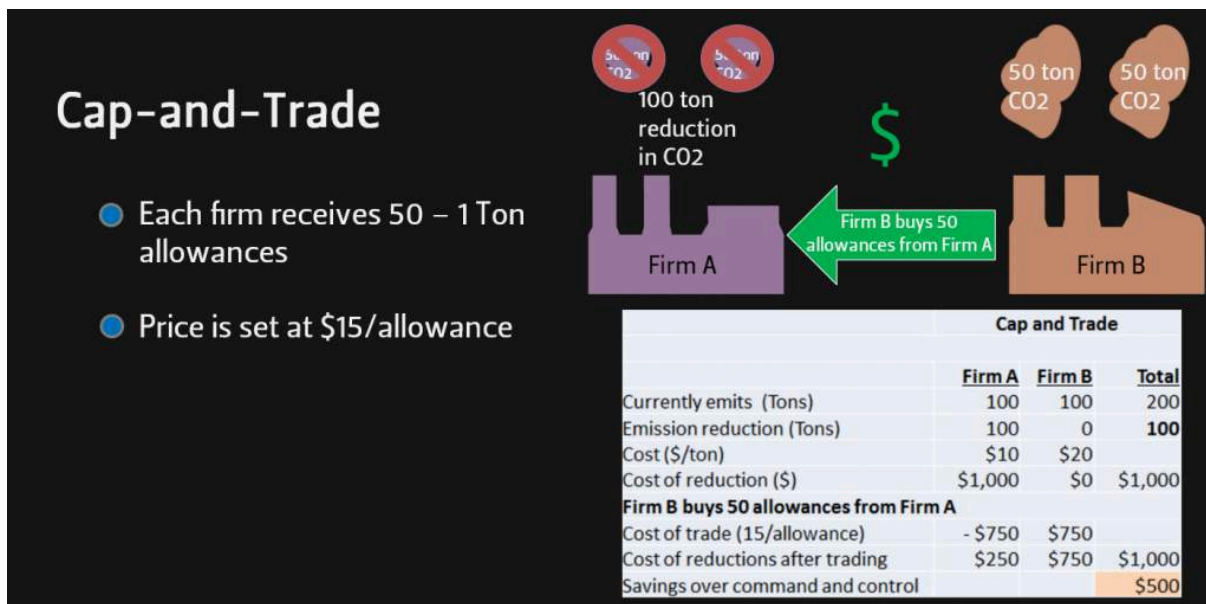 Cap-and-Trade
Each firm receives 50 – 1 Ton
allowances
Price is set at $15/allowance
CO2
CO2
100 ton
reduction
in CO2
$
50 ton
CO2
50 ton
CO2
Firm B buys 50
allowances from Firm A
Firm A
Firm B
Cap and Trade
Firm A Firm B Total
Currently emits (Tons) 100 100 200
Emission reduction (Tons) 100 0 100
Cost ($/ton) $10 $20
Cost of reduction ($) $1,000 $0 $1,000
Firm B buys 50 allowances from Firm A
Cost of trade (15/allowance) - $750 $750
Cost of reductions after trading $250 $750 $1,000
Savings over command and control $500